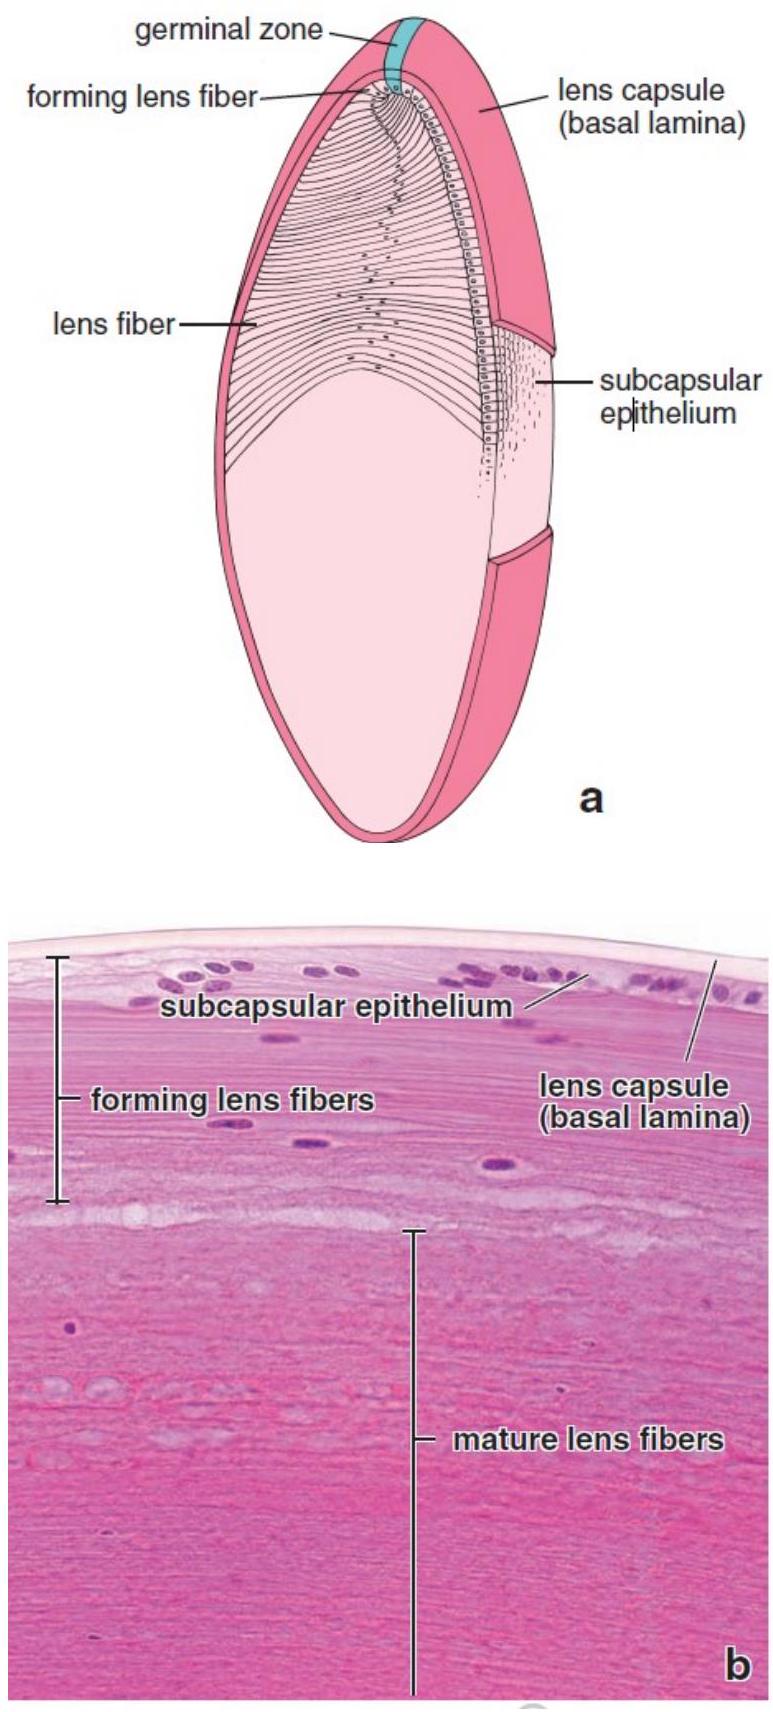 germinal zone
forming lens fiber
lens capsule
(basal lamina)
lens fiber
subcapsular
epithelium
a
subcapsular epithelium
forming lens fibers
lens capsule
(basal lamina)
mature lens fibers
b